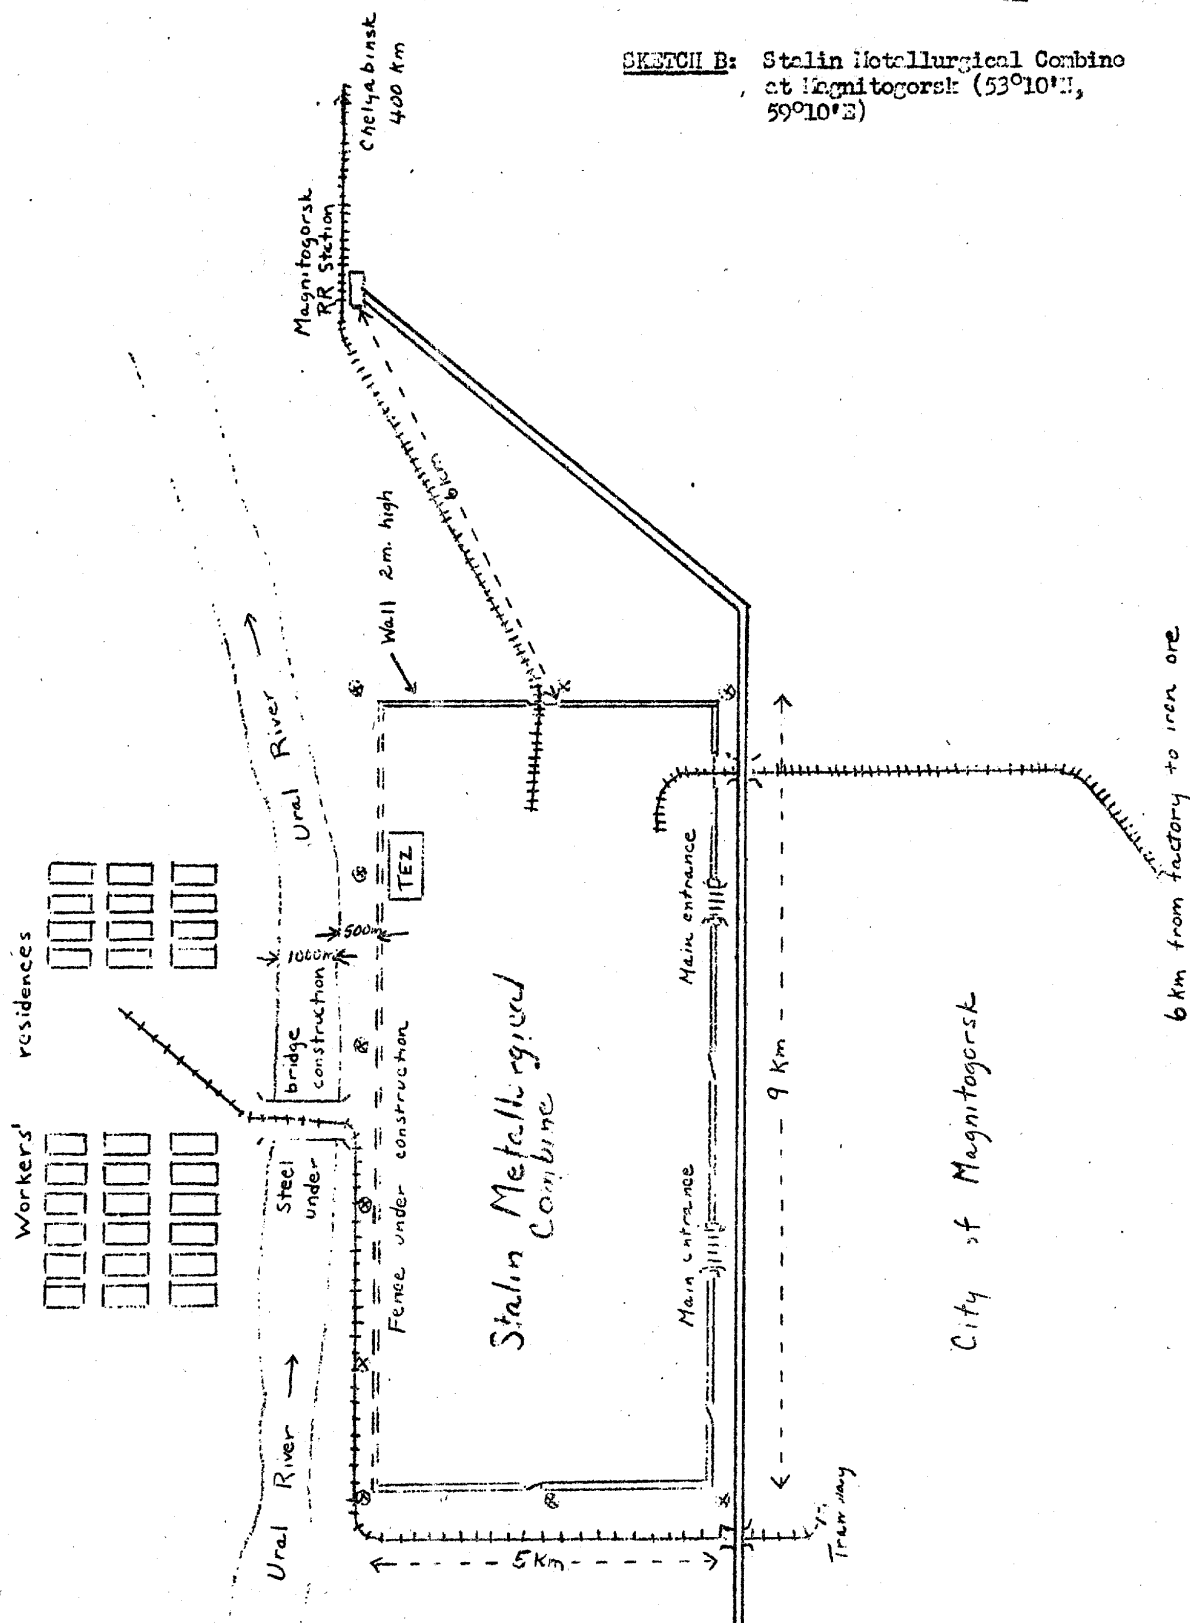 SKETCH B: Stalin Metallurgical Combine
at Magnitogorsk (53°10'N,
59°10'E)
Chelyabinsk
400 km
Magnitogorsk
RR Station
6 km
Wall 2m. high
Ural River
Workers' residences
TEZ
500m
1000m
Steel bridge
under construction
Fence under construction
Stalin Metallurgical
Combine
Main entrance
Main entrance
9 km
6 km from factory to iron ore
City of Magnitogorsk
Ural River
5 km
Tramway